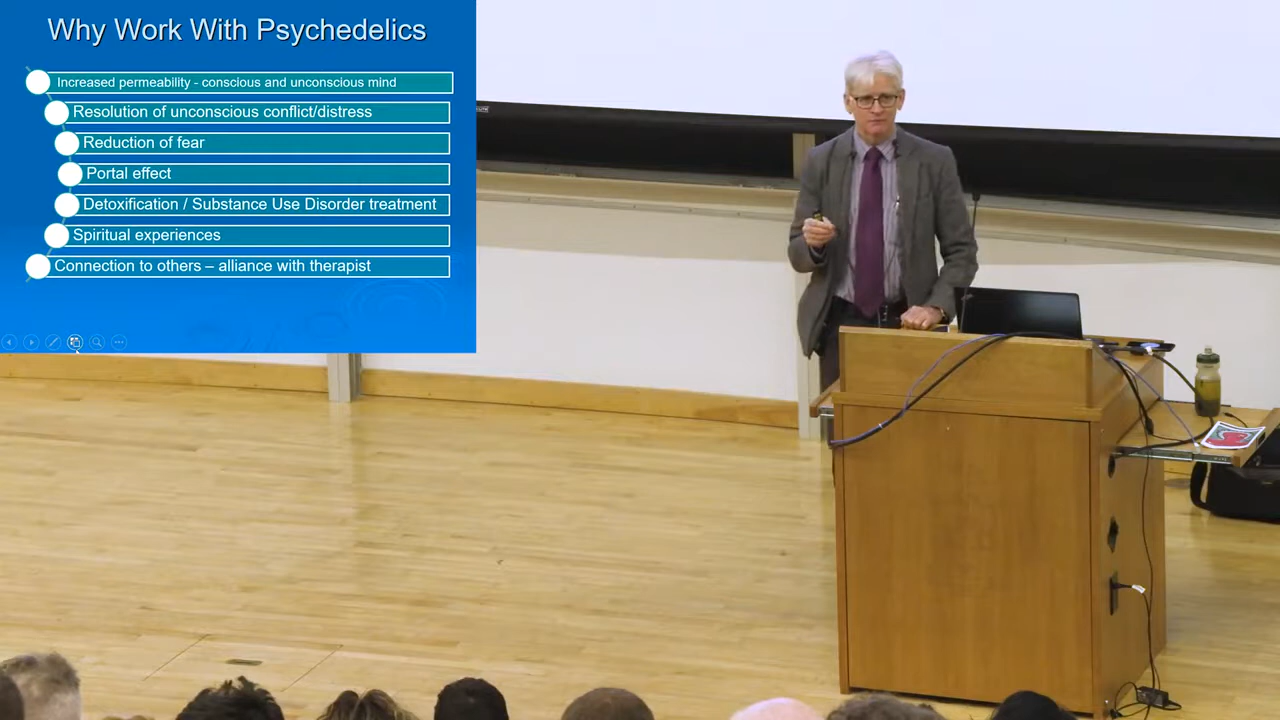 Why Work With Psychedelics
Increased permeability - conscious and unconscious mind
Resolution of unconscious conflict/distress
Reduction of fear
Portal effect
Detoxification / Substance Use Disorder treatment
Spiritual experiences
Connection to others – alliance with therapist